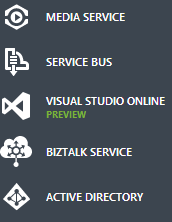 MEDIA SERVICE
SERVICE BUS
VISUAL STUDIO ONLINE
PREVIEW
BIZTALK SERVICE
ACTIVE DIRECTORY